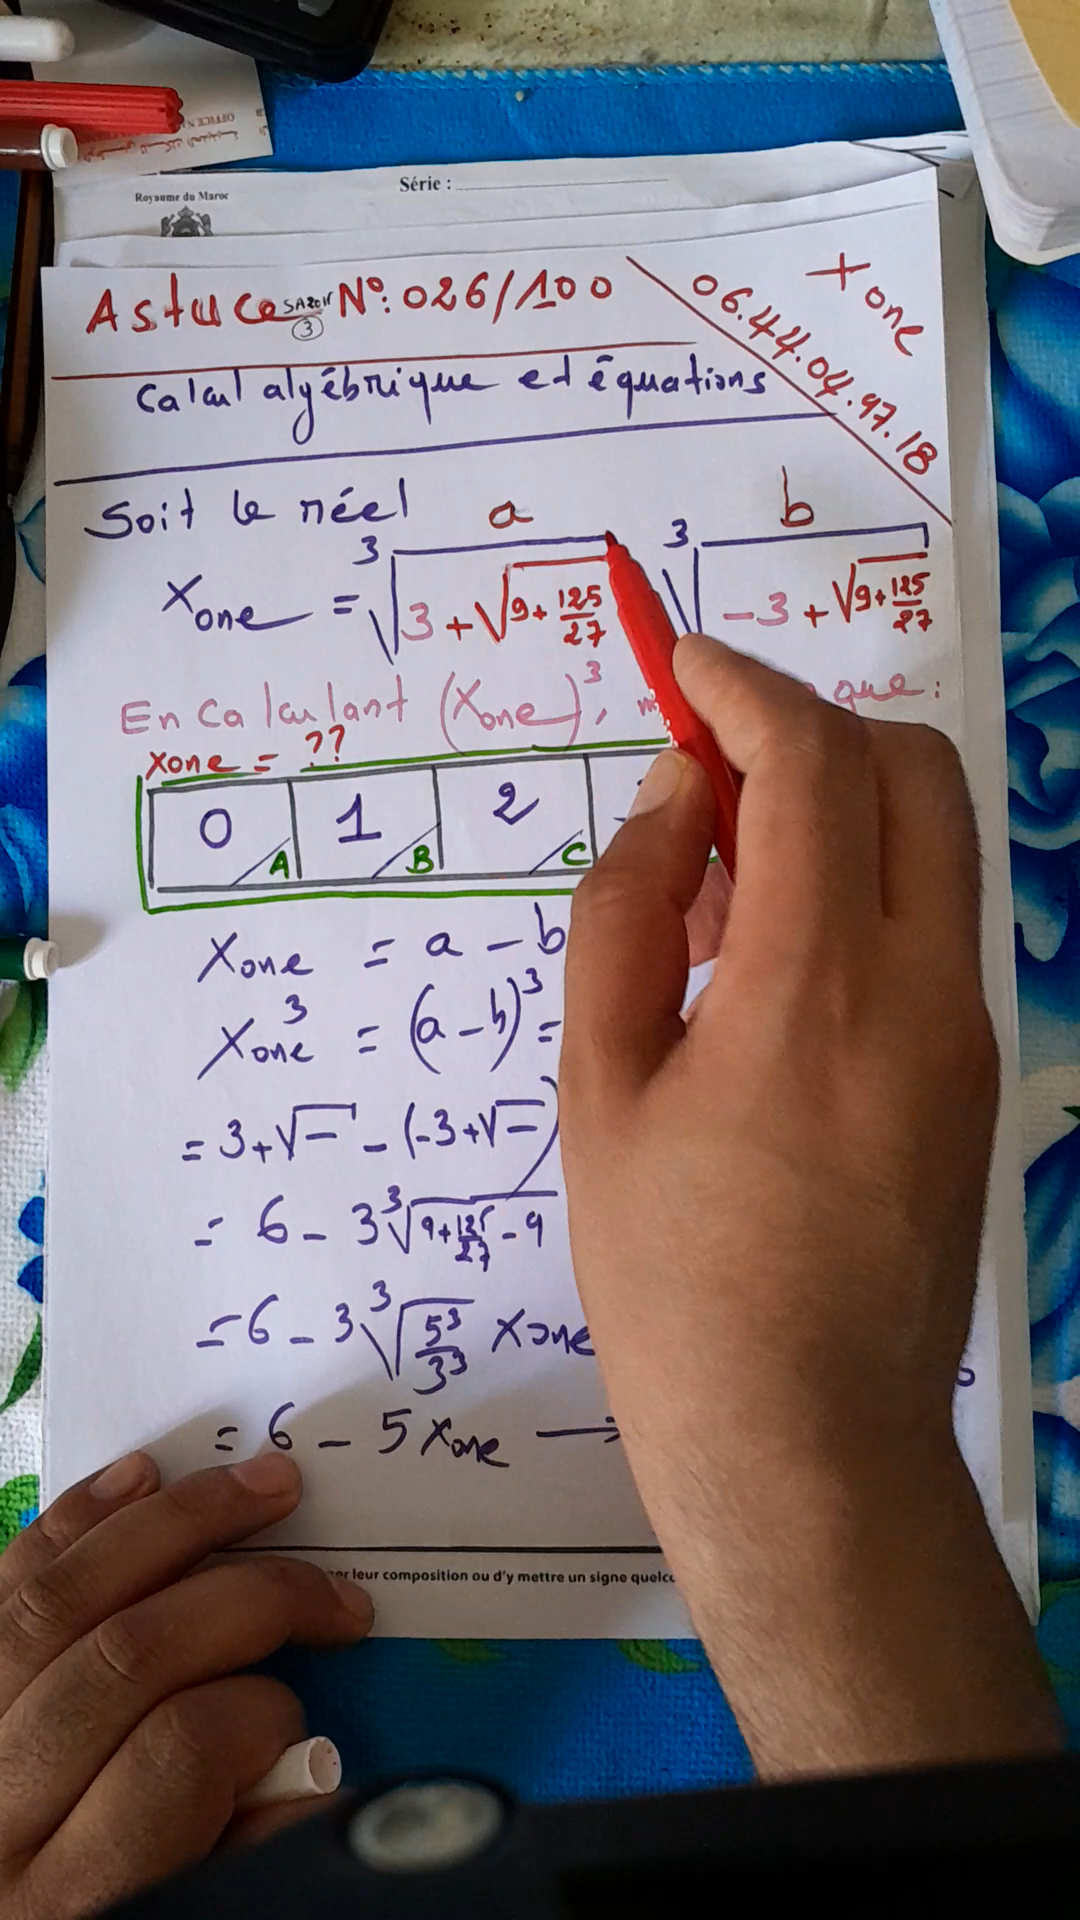 OFFICE NA
Série :
Royaume du Maroc
Astuce SAzoir N°: 026/100
3
Xone
06.44.04.97.18
Calcul algébrique et équations
Soit le réel
a b
Xone = ∛(3 + √(9+125/27)) ∛(-3 + √(9+125/27))
En calculant (Xone)³, que:
xone = ??
0 A 1 B 2 C
Xone = a - b
Xone³ = (a - b)³ =
= 3+√— - (-3+√—)
= 6 - 3∛(9+125/27 - 9)
= 6 - 3∛(5³/3³) Xone
= 6 - 5 Xone →
leur composition ou d'y mettre un signe quelc